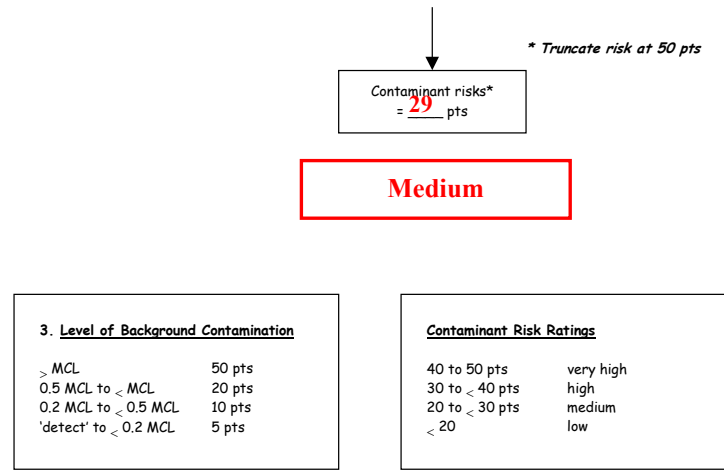 * Truncate risk at 50 pts
Contaminant risks*
= 29 pts
Medium
3. Level of Background Contamination
> MCL 50 pts
0.5 MCL to < MCL 20 pts
0.2 MCL to < 0.5 MCL 10 pts
'detect' to < 0.2 MCL 5 pts
Contaminant Risk Ratings
40 to 50 pts very high
30 to < 40 pts high
20 to < 30 pts medium
< 20 low